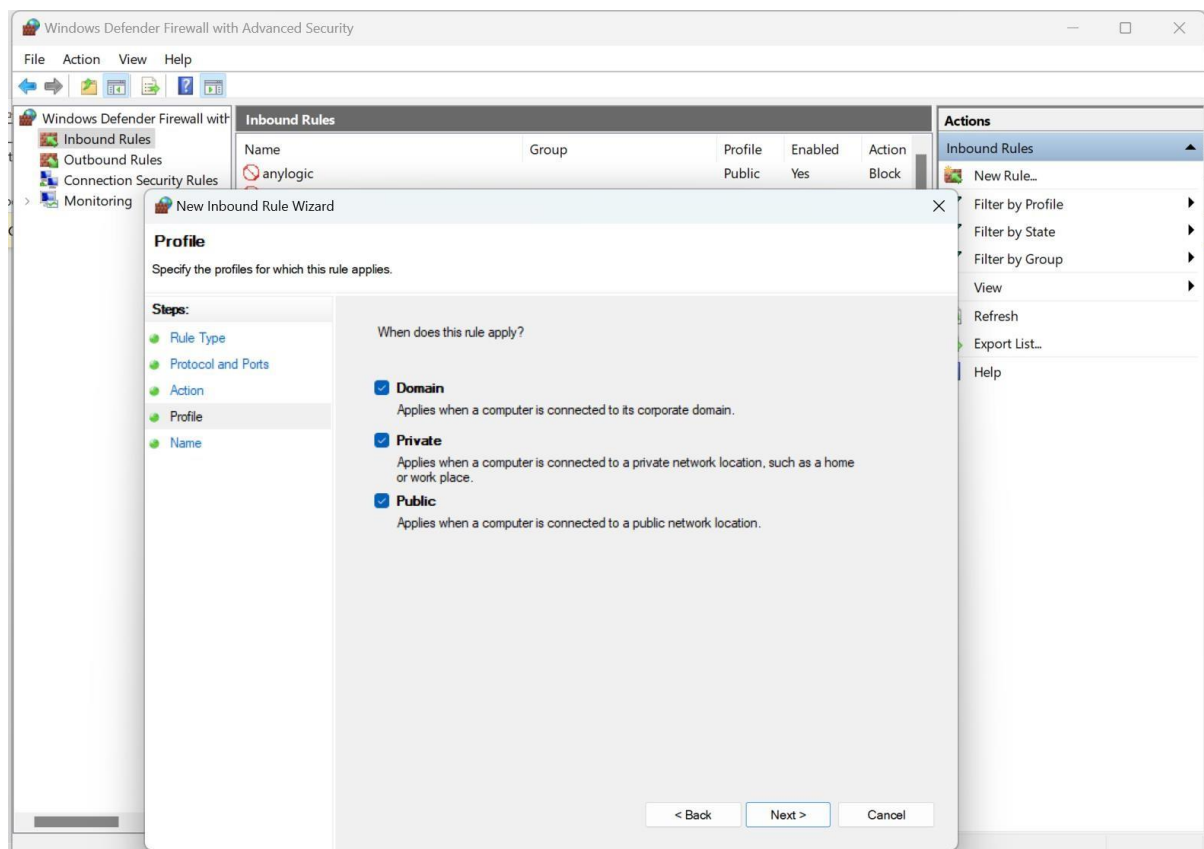 Windows Defender Firewall with Advanced Security
File Action View Help
Windows Defender Firewall with
Inbound Rules
Outbound Rules
Connection Security Rules
Monitoring
Inbound Rules
Name Group Profile Enabled Action
anylogic Public Yes Block
Actions
Inbound Rules
New Rule...
Filter by Profile
Filter by State
Filter by Group
View
Refresh
Export List...
Help
New Inbound Rule Wizard
Profile
Specify the profiles for which this rule applies.
Steps:
Rule Type
Protocol and Ports
Action
Profile
Name
When does this rule apply?
Domain
Applies when a computer is connected to its corporate domain.
Private
Applies when a computer is connected to a private network location, such as a home
or work place.
Public
Applies when a computer is connected to a public network location.
< Back Next > Cancel